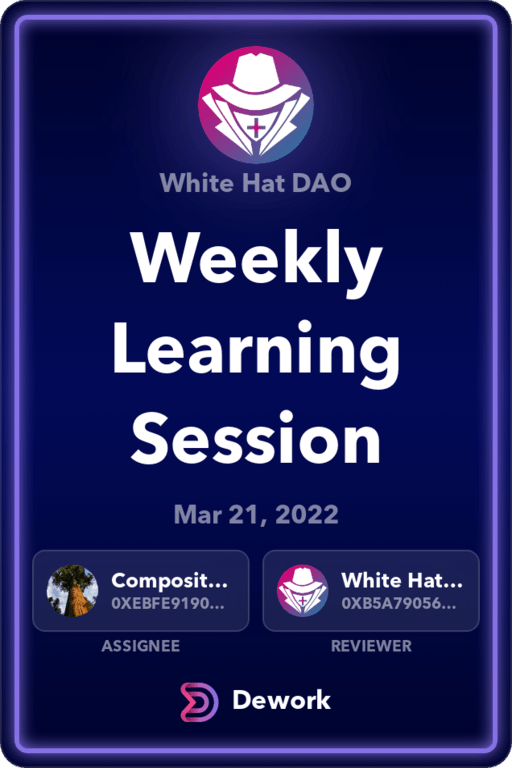 White Hat DAO
Weekly
Learning
Session
Mar 21, 2022
Composit...
0XEBFE9190...
White Hat...
0XB5A79056...
ASSIGNEE
REVIEWER
Dework